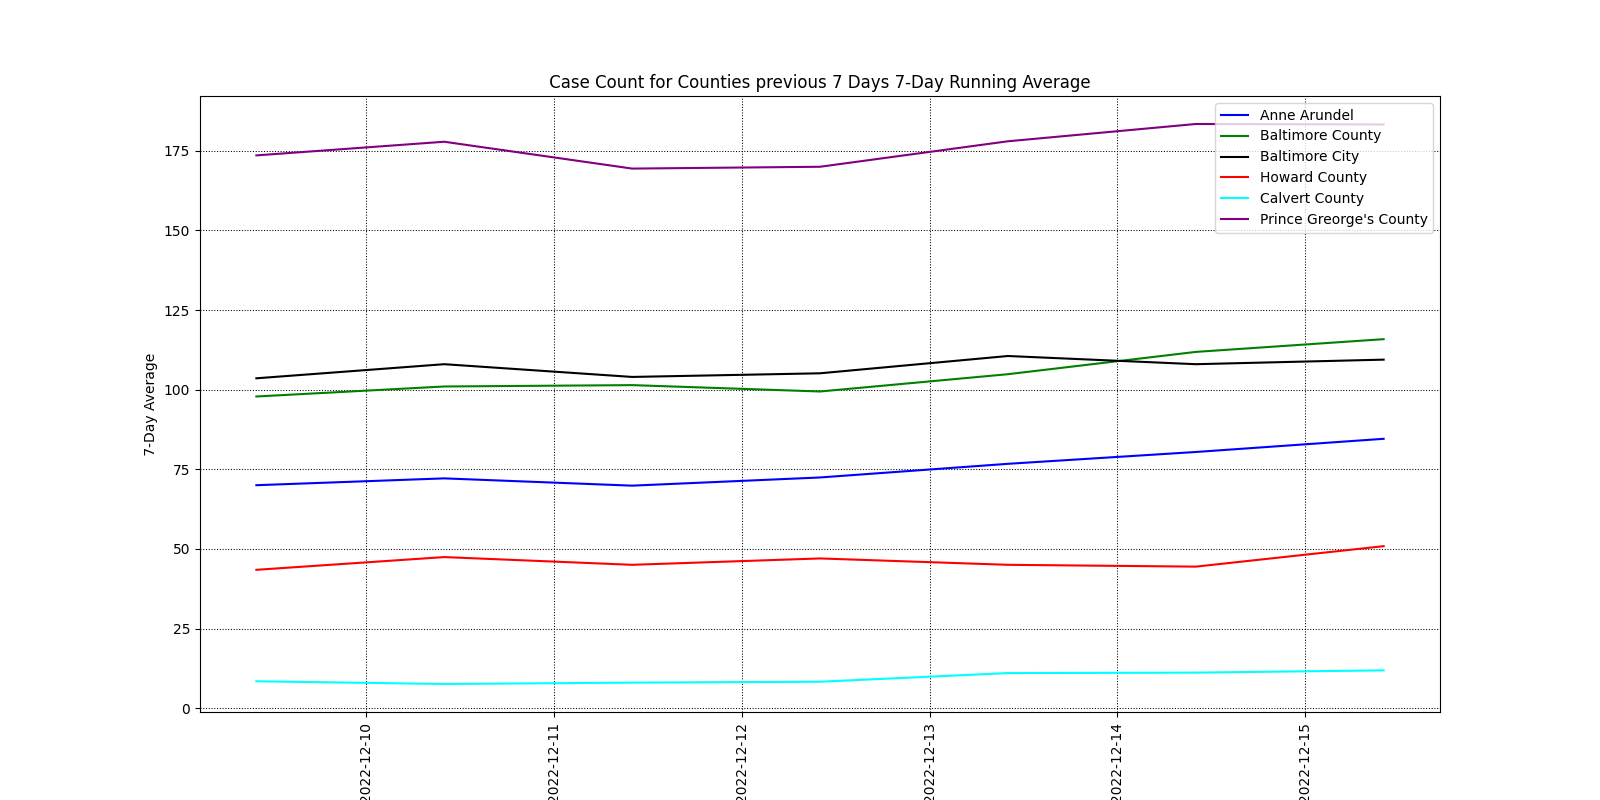 Case Count for Counties previous 7 Days 7-Day Running Average
Anne Arundel
Baltimore County
Baltimore City
Howard County
Calvert County
Prince Greorge's County
7-Day Average
175
150
125
100
75
50
25
0
2022-12-10
2022-12-11
2022-12-12
2022-12-13
2022-12-14
2022-12-15